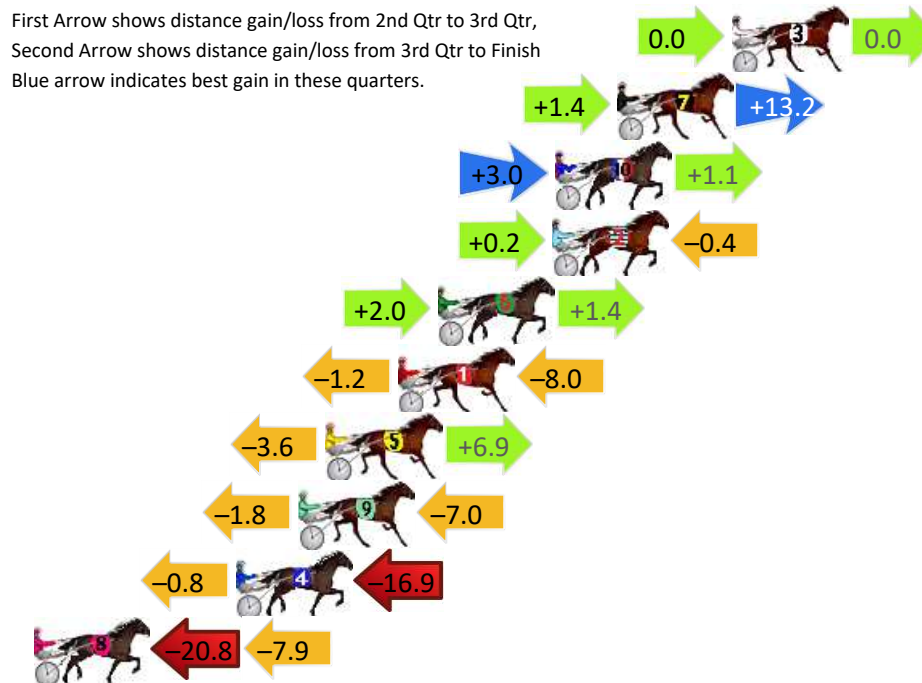 First Arrow shows distance gain/loss from 2nd Qtr to 3rd Qtr,
Second Arrow shows distance gain/loss from 3rd Qtr to Finish
Blue arrow indicates best gain in these quarters.
0.0 3 0.0
+1.4 7 +13.2
+3.0 10 +1.1
+0.2 2 –0.4
+2.0 6 +1.4
–1.2 1 –8.0
–3.6 5 +6.9
–1.8 9 –7.0
–0.8 4 –16.9
8 –20.8 –7.9